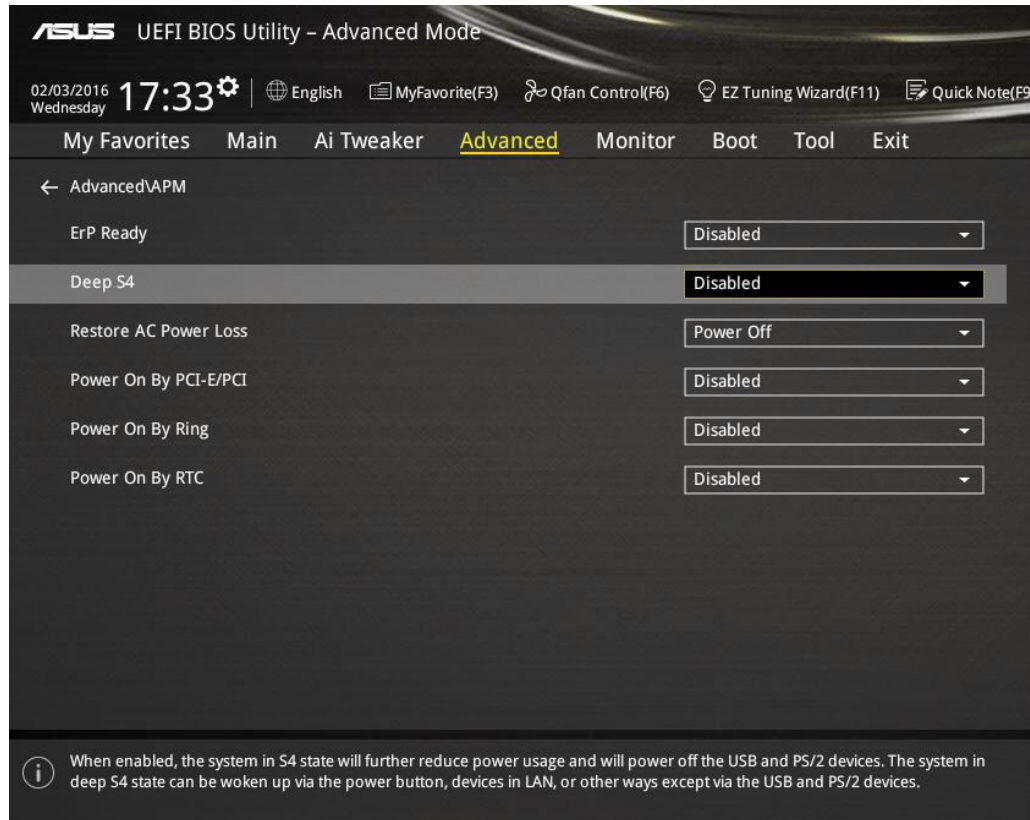 ASUS UEFI BIOS Utility – Advanced Mode
02/03/2016
Wednesday
17:33
English MyFavorite(F3) Qfan Control(F6) EZ Tuning Wizard(F11) Quick Note(F9
My Favorites Main Ai Tweaker Advanced Monitor Boot Tool Exit
← Advanced\APM
ErP Ready Disabled
Deep S4 Disabled
Restore AC Power Loss Power Off
Power On By PCI-E/PCI Disabled
Power On By Ring Disabled
Power On By RTC Disabled
When enabled, the system in S4 state will further reduce power usage and will power off the USB and PS/2 devices. The system in
deep S4 state can be woken up via the power button, devices in LAN, or other ways except via the USB and PS/2 devices.